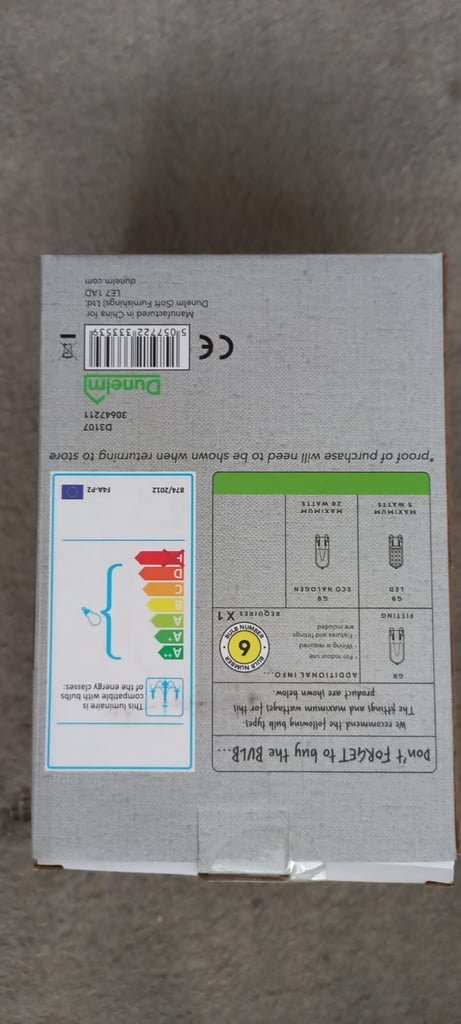 Don't FORGET to buy the BULB...
We recommend the following bulb types.
The fitting and maximum wattages for this
product are shown below.
G9
FITTING
ADDITIONAL INFO...
• For indoor use
• Wiring is required
• Fixtures and fittings
are included
BULB NUMBER
6
BULB NUMBER
REQUIRES X 1
G9
LED
MAXIMUM
5 WATTS
G9
ECO HALOGEN
MAXIMUM
28 WATTS
This luminaire is
compatible with bulbs
of the energy classes:
A++
A+
A
B
C
D
E
874/2012
F4A-P2
*proof of purchase will need to be shown when returning to store
D3107
30647211
Dunelm
5 057722 333539
CE
Manufactured in China for
Dunelm (Soft Furnishings) Ltd.
LE7 1AD
dunelm.com